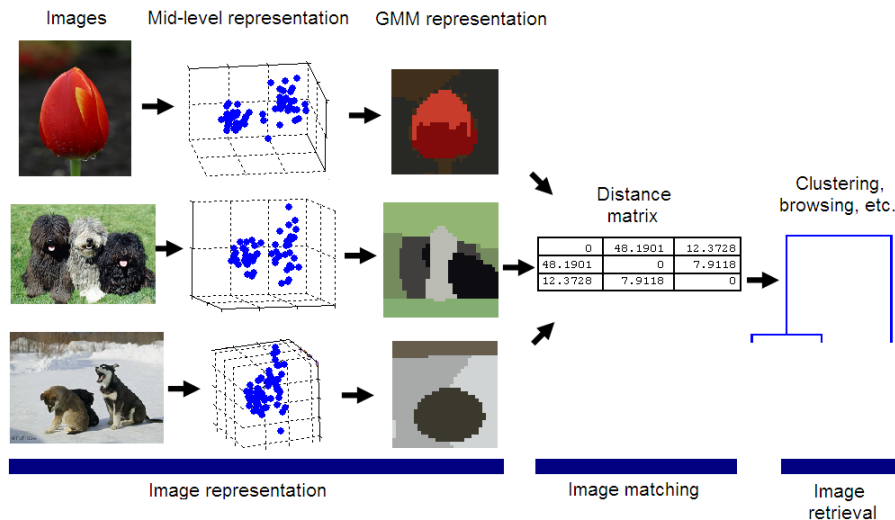 Images
Mid-level representation
GMM representation
Distance
matrix
0 48.1901 12.3728
48.1901 0 7.9118
12.3728 7.9118 0
Clustering,
browsing, etc.
Image representation
Image matching
Image
retrieval